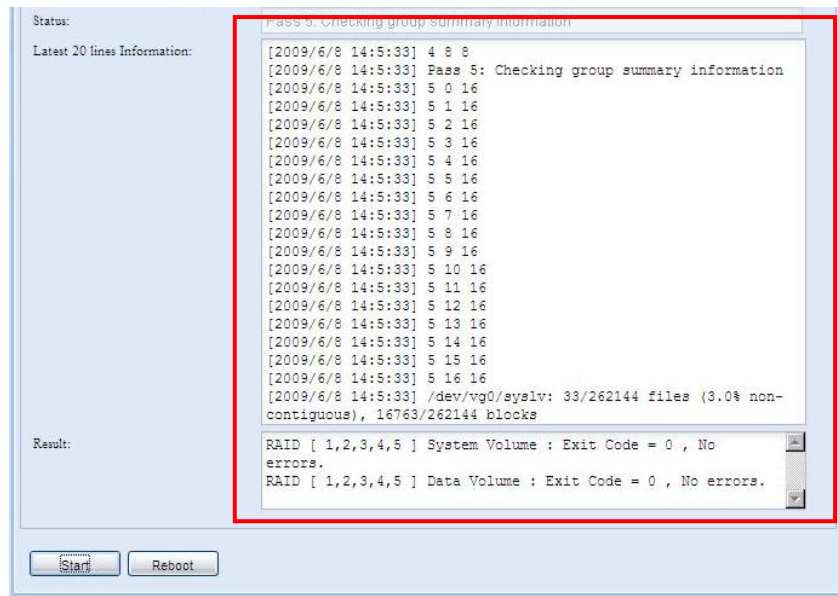 Status:
Pass 5: Checking group summary information
Latest 20 lines Information:
[2009/6/8 14:5:33] 4 8 8
[2009/6/8 14:5:33] Pass 5: Checking group summary information
[2009/6/8 14:5:33] 5 0 16
[2009/6/8 14:5:33] 5 1 16
[2009/6/8 14:5:33] 5 2 16
[2009/6/8 14:5:33] 5 3 16
[2009/6/8 14:5:33] 5 4 16
[2009/6/8 14:5:33] 5 5 16
[2009/6/8 14:5:33] 5 6 16
[2009/6/8 14:5:33] 5 7 16
[2009/6/8 14:5:33] 5 8 16
[2009/6/8 14:5:33] 5 9 16
[2009/6/8 14:5:33] 5 10 16
[2009/6/8 14:5:33] 5 11 16
[2009/6/8 14:5:33] 5 12 16
[2009/6/8 14:5:33] 5 13 16
[2009/6/8 14:5:33] 5 14 16
[2009/6/8 14:5:33] 5 15 16
[2009/6/8 14:5:33] 5 16 16
[2009/6/8 14:5:33] /dev/vg0/syslv: 33/262144 files (3.0% non-
contiguous), 16763/262144 blocks
Result:
RAID [ 1,2,3,4,5 ] System Volume : Exit Code = 0 , No
errors.
RAID [ 1,2,3,4,5 ] Data Volume : Exit Code = 0 , No errors.
Start
Reboot